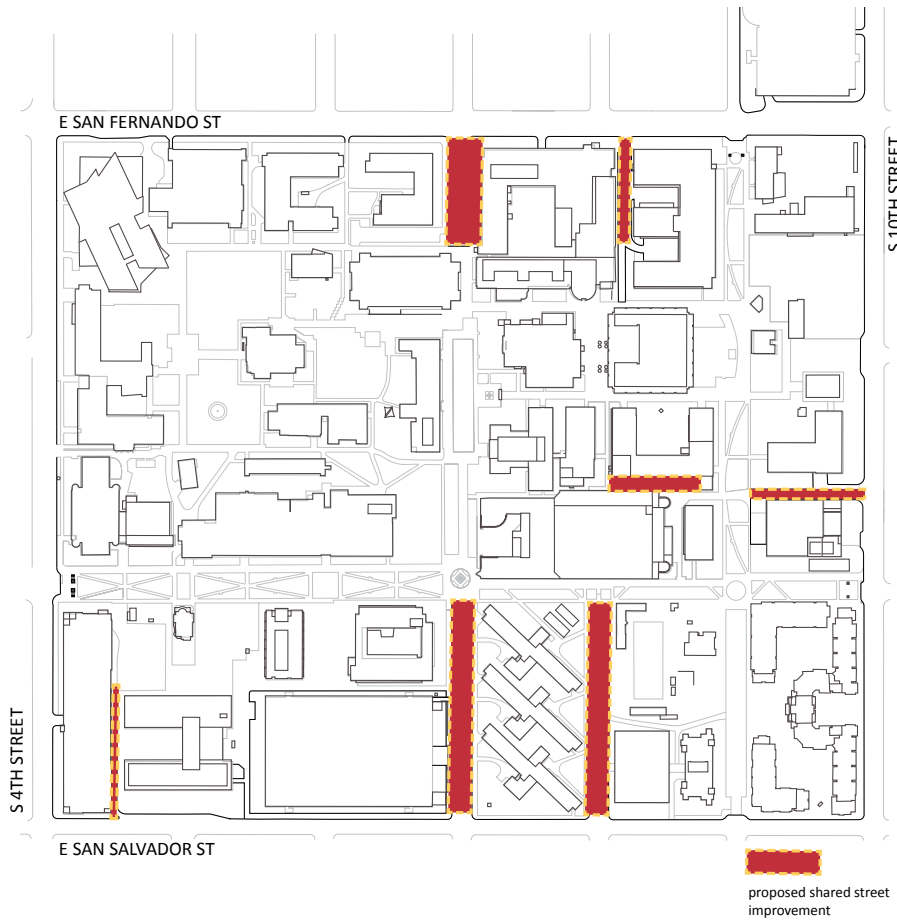 E SAN FERNANDO ST
S 10TH STREET
S 4TH STREET
E SAN SALVADOR ST
proposed shared street
improvement